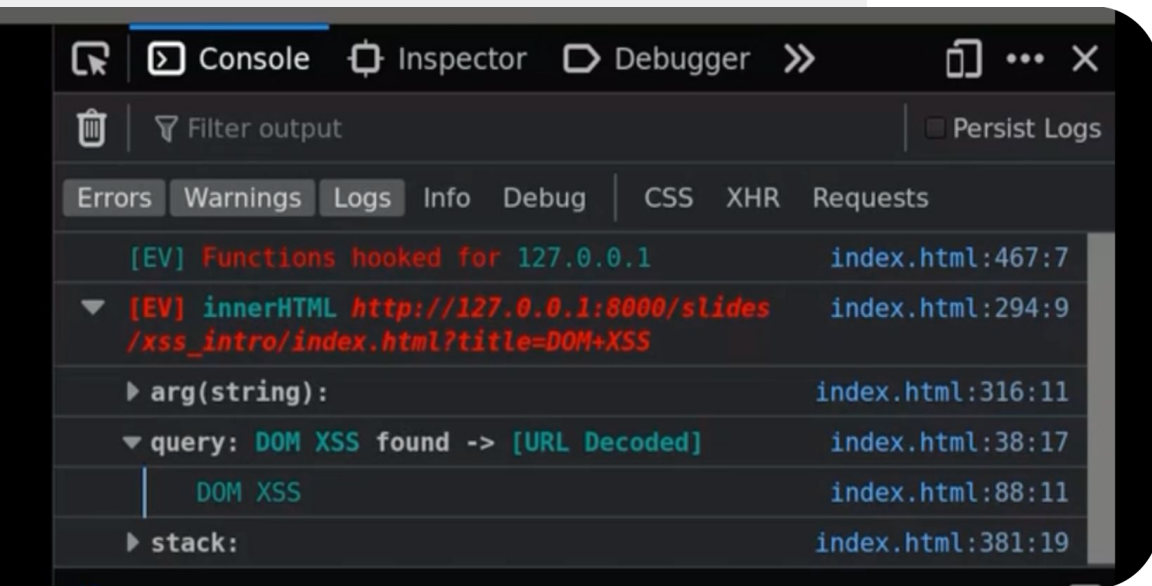 Console Inspector Debugger
Filter output Persist Logs
Errors Warnings Logs Info Debug CSS XHR Requests
[EV] Functions hooked for 127.0.0.1 index.html:467:7
[EV] innerHTML http://127.0.0.1:8000/slides index.html:294:9
/xss_intro/index.html?title=DOM+XSS
arg(string): index.html:316:11
query: DOM XSS found -> [URL Decoded] index.html:38:17
DOM XSS index.html:88:11
stack: index.html:381:19